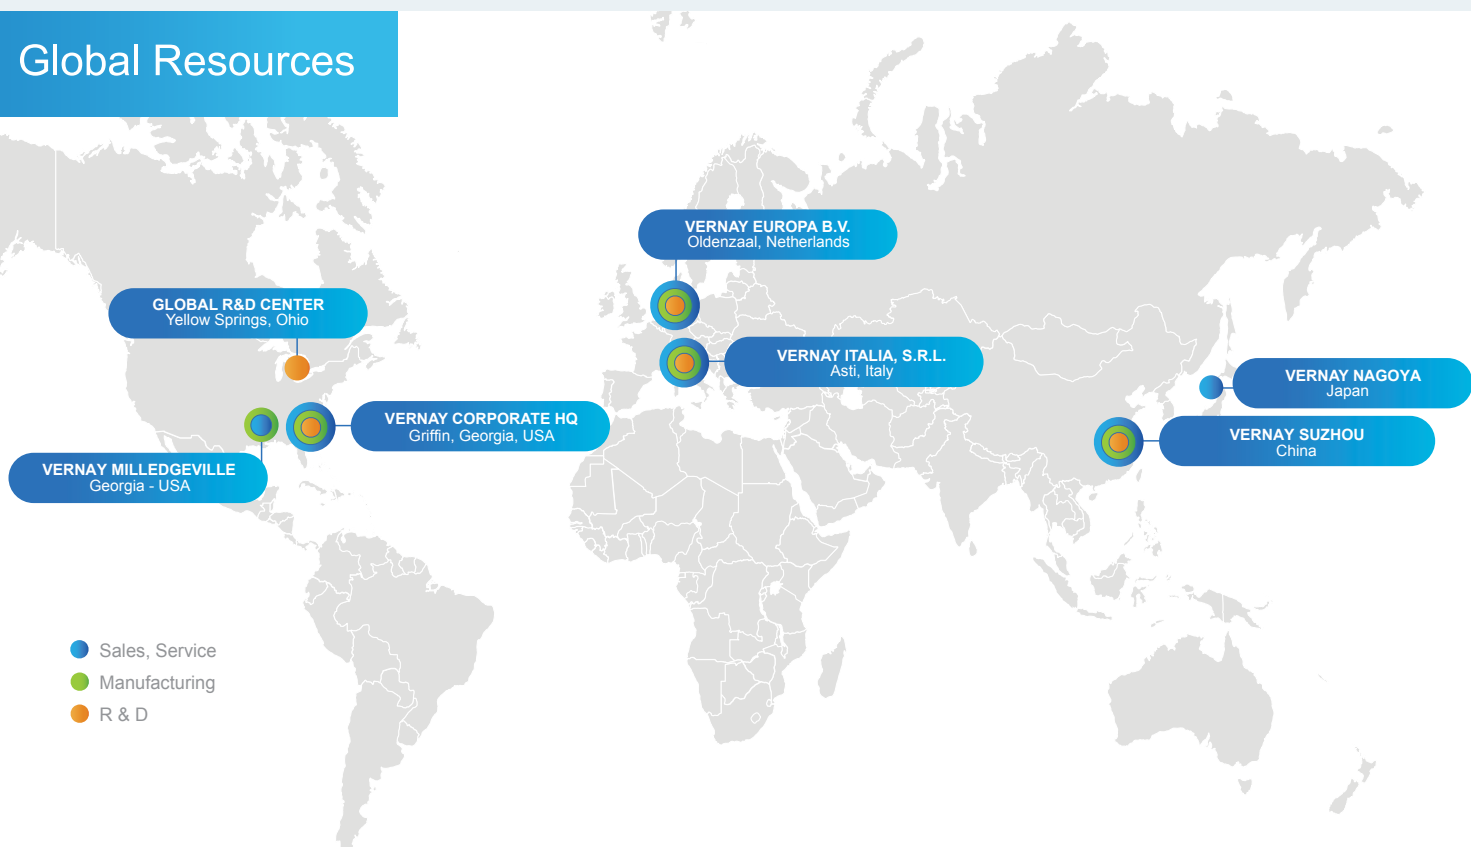 Global Resources
VERNAY EUROPA B.V.
Oldenzaal, Netherlands
GLOBAL R&D CENTER
Yellow Springs, Ohio
VERNAY ITALIA, S.R.L.
Asti, Italy
VERNAY NAGOYA
Japan
VERNAY CORPORATE HQ
Griffin, Georgia, USA
VERNAY SUZHOU
China
VERNAY MILLEDGEVILLE
Georgia - USA
Sales, Service
Manufacturing
R & D